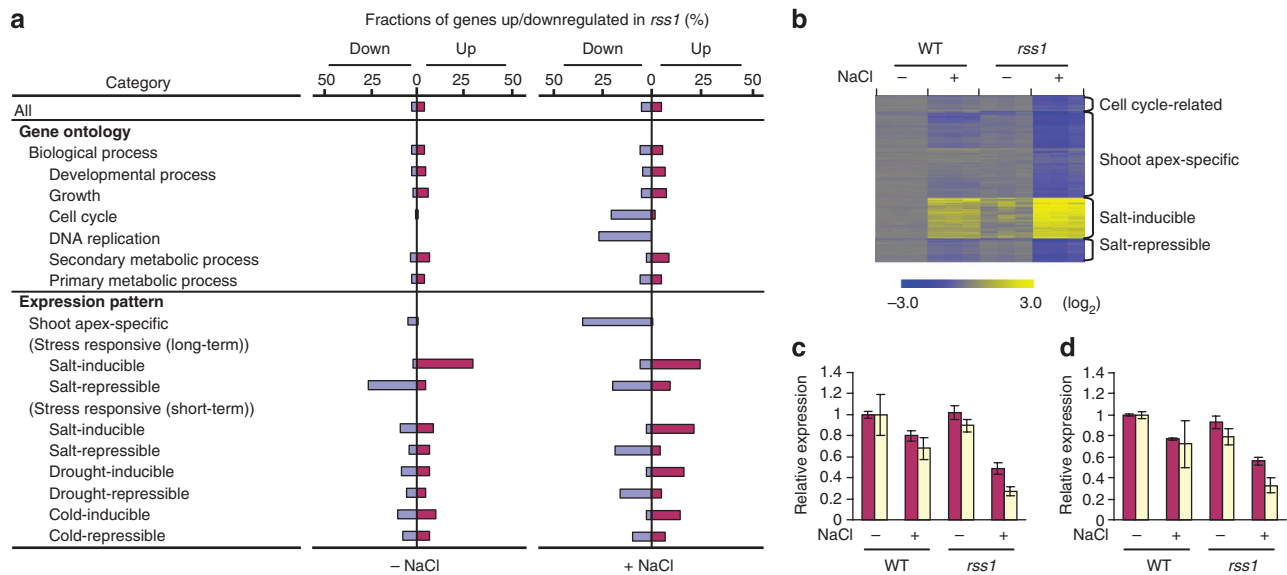 a
Fractions of genes up/downregulated in rss1 (%)
Down Up Down Up
Category
50 25 0 25 50 50 25 0 25 50
All
Gene ontology
Biological process
Developmental process
Growth
Cell cycle
DNA replication
Secondary metabolic process
Primary metabolic process
Expression pattern
Shoot apex-specific
(Stress responsive (long-term))
Salt-inducible
Salt-repressible
(Stress responsive (short-term))
Salt-inducible
Salt-repressible
Drought-inducible
Drought-repressible
Cold-inducible
Cold-repressible
– NaCl + NaCl
b
WT rss1
NaCl – + – +
Cell cycle-related
Shoot apex-specific
Salt-inducible
Salt-repressible
–3.0 3.0 (log2)
c
Relative expression
1.4
1.2
1
0.8
0.6
0.4
0.2
0
NaCl – + – +
WT rss1
d
Relative expression
1.4
1.2
1
0.8
0.6
0.4
0.2
0
NaCl – + – +
WT rss1